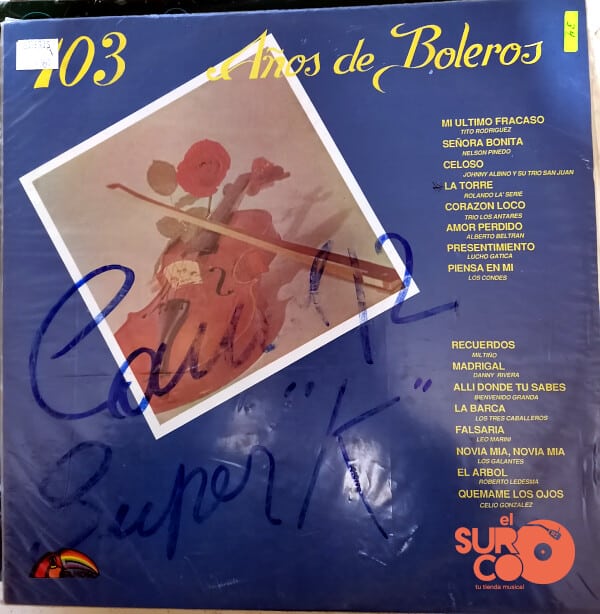 103 Años de Boleros
MI ULTIMO FRACASO
TITO RODRIGUEZ
SEÑORA BONITA
NELSON PINEDO
CELOSO
JOHNNY ALBINO Y SU TRIO SAN JUAN
LA TORRE
ROLANDO LA' SERIE
CORAZON LOCO
TRIO LOS ANTARES
AMOR PERDIDO
ALBERTO BELTRAN
PRESENTIMIENTO
LUCHO GATICA
PIENSA EN MI
LOS CONDES
RECUERDOS
MILTIÑO
MADRIGAL
DANNY RIVERA
ALLI DONDE TU SABES
BIENVENIDO GRANDA
LA BARCA
LOS TRES CABALLEROS
FALSARIA
LEO MARINI
NOVIA MIA, NOVIA MIA
LOS GALANTES
EL ARBOL
ROBERTO LEDESMA
QUEMAME LOS OJOS
CELIO GONZALEZ
Super "K"
el
SUR
CO
tu tienda musical